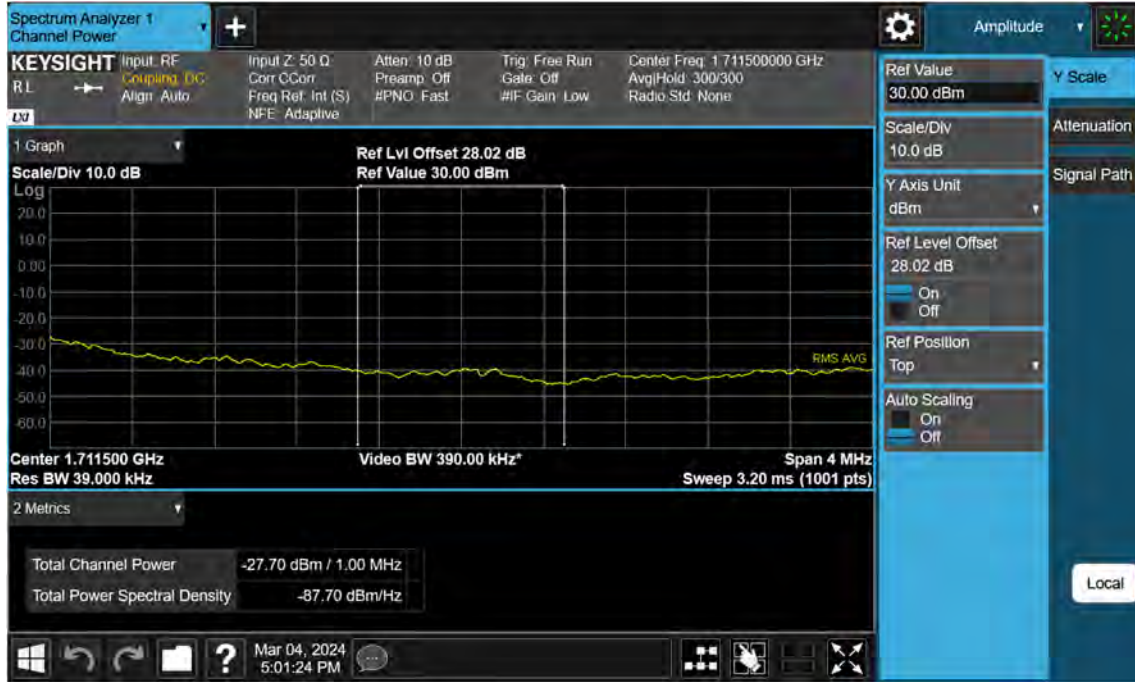 Spectrum Analyzer 1
Channel Power
+
Amplitude
KEYSIGHT
RL
LXI
Input: RF
Coupling: DC
Align: Auto
Input Z: 50 Ω
Corr CCorr
Freq Ref: Int (S)
NFE: Adaptive
Atten: 10 dB
Preamp: Off
#PNO: Fast
Trig: Free Run
Gate: Off
#IF Gain: Low
Center Freq: 1.711500000 GHz
Avg|Hold: 300/300
Radio Std: None
1 Graph
Scale/Div 10.0 dB
Ref Lvl Offset 28.02 dB
Ref Value 30.00 dBm
Log
20.0
10.0
0.00
-10.0
-20.0
-30.0
-40.0
-50.0
-60.0
RMS AVG
Center 1.711500 GHz
Res BW 39.000 kHz
Video BW 390.00 kHz*
Span 4 MHz
Sweep 3.20 ms (1001 pts)
2 Metrics
Total Channel Power -27.70 dBm / 1.00 MHz
Total Power Spectral Density -87.70 dBm/Hz
?
Mar 04, 2024
5:01:24 PM
Ref Value
30.00 dBm
Scale/Div
10.0 dB
Y Axis Unit
dBm
Ref Level Offset
28.02 dB
On
Off
Ref Position
Top
Auto Scaling
On
Off
Y Scale
Attenuation
Signal Path
Local